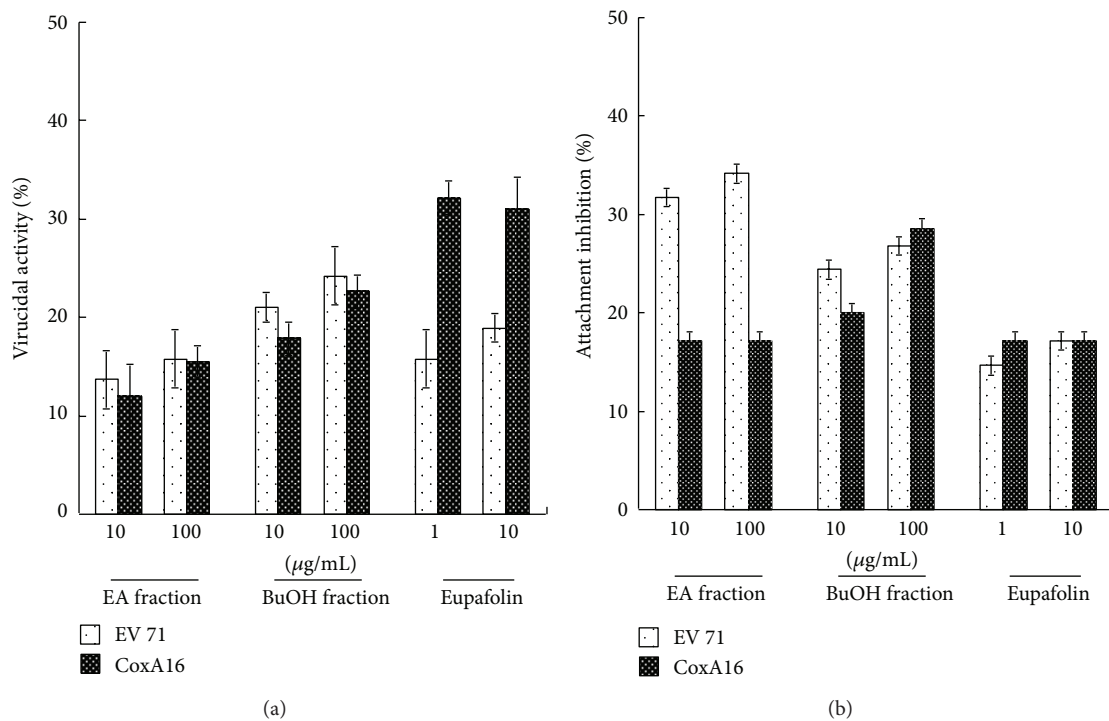 50
40
30
20
10
0
Virucidal activity (%)
10 100 10 100 1 10
(μg/mL)
EA fraction BuOH fraction Eupafolin
EV 71
CoxA16
(a)
50
40
30
20
10
0
Attachment inhibition (%)
10 100 10 100 1 10
(μg/mL)
EA fraction BuOH fraction Eupafolin
EV 71
CoxA16
(b)